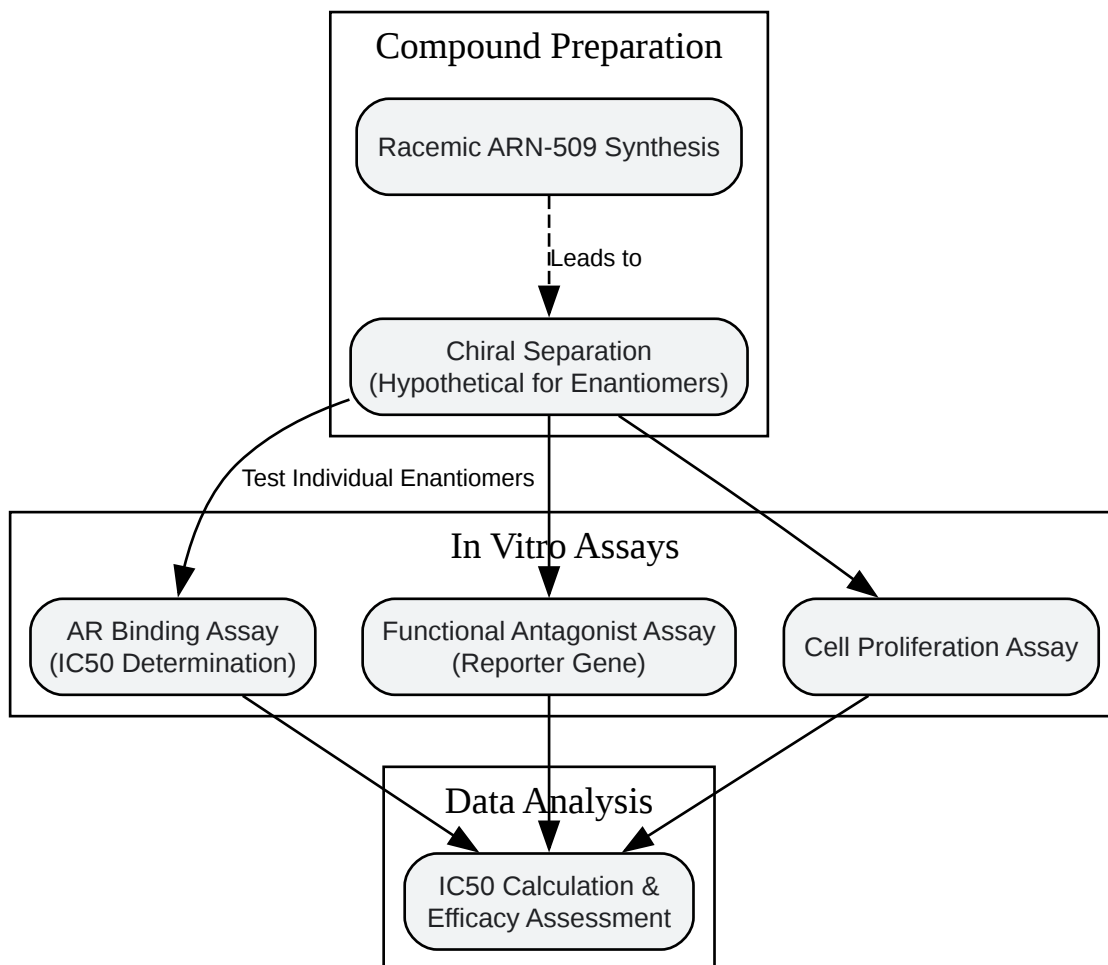 Compound Preparation
Racemic ARN-509 Synthesis
Leads to
Chiral Separation
(Hypothetical for Enantiomers)
Test Individual Enantiomers
In Vitro Assays
AR Binding Assay
(IC50 Determination)
Functional Antagonist Assay
(Reporter Gene)
Cell Proliferation Assay
Data Analysis
IC50 Calculation &
Efficacy Assessment